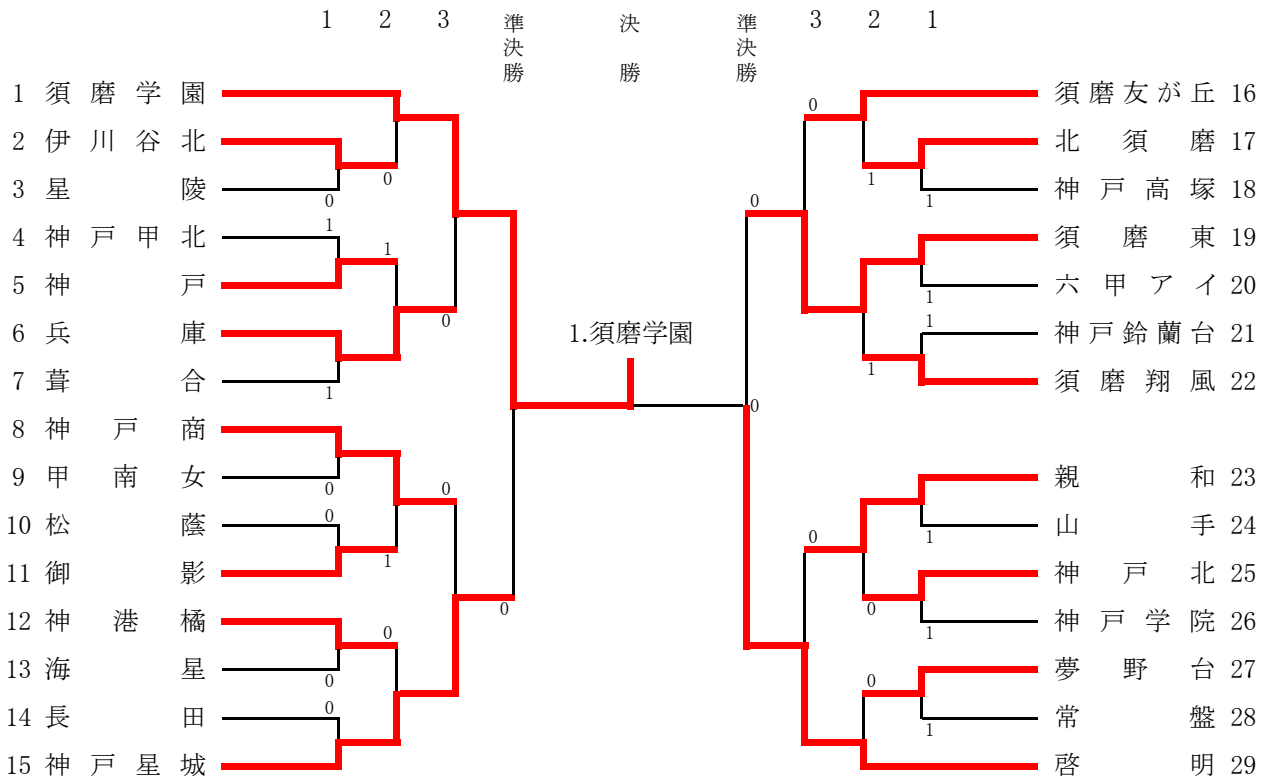 1 2 3 準決勝 決勝 準決勝 3 2 1
1 須磨学園
2 伊川谷北
3 星陵
4 神戸甲北
5 神戸
6 兵庫
7 葺合
8 神戸商
9 甲南女
10 松蔭
11 御影
12 神港橘
13 海星
14 長田
15 神戸星城
0
0
1
1
0
1
0
0
0
1
0
0
0
0
1.須磨学園
0
0
0
1
1
1
1
1
0
1
0
1
0
1
須磨友が丘 16
北須磨 17
神戸高塚 18
須磨東 19
六甲アイ 20
神戸鈴蘭台 21
須磨翔風 22
親和 23
山手 24
神戸北 25
神戸学院 26
夢野台 27
常盤 28
啓明 29